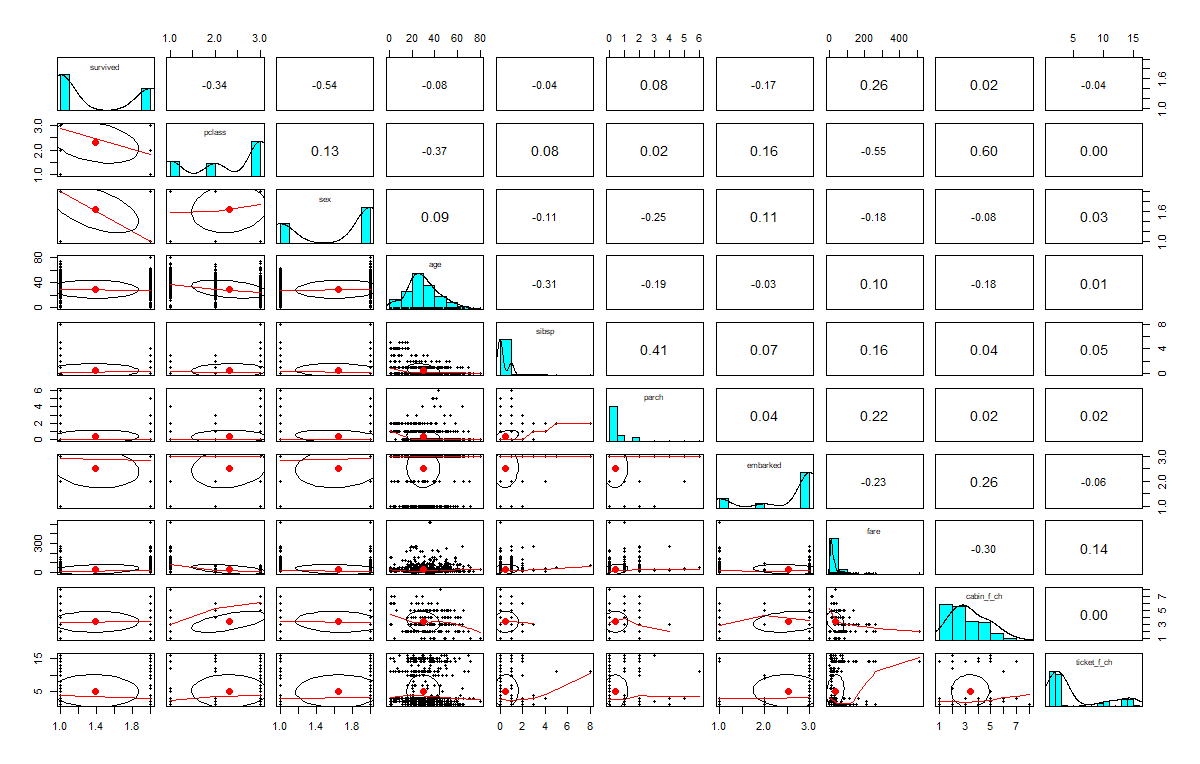 1.0 2.0 3.0 0 20 40 60 80 0 1 2 3 4 5 6 0 200 400 5 10 15
survived -0.34 -0.54 -0.08 -0.04 0.08 -0.17 0.26 0.02 -0.04 1.0 1.6
1.0 2.0 3.0 pclass 0.13 -0.37 0.08 0.02 0.16 -0.55 0.60 0.00
sex 0.09 -0.11 -0.25 0.11 -0.18 -0.08 0.03 1.0 1.6
0 40 80 age -0.31 -0.19 -0.03 0.10 -0.18 0.01
sibsp 0.41 0.07 0.16 0.04 0.05 0 4 8
0 2 4 6 parch 0.04 0.22 0.02 0.02
embarked -0.23 0.26 -0.06 1.0 2.0 3.0
0 300 fare -0.30 0.14
cabin_f_ch 0.00 1 3 5 7
5 15 ticket_f_ch
1.0 1.4 1.8 1.0 1.4 1.8 0 2 4 6 8 1.0 2.0 3.0 1 3 5 7